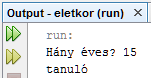 Output - eletkor (run)
run:
Hány éves? 15
tanuló